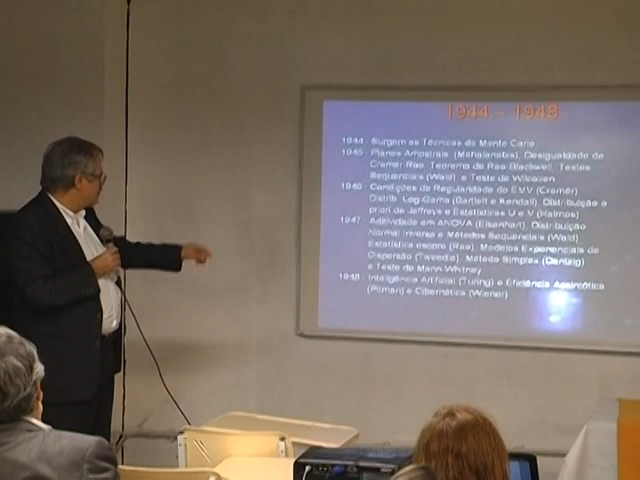 1944 - 1948
1944 Surgem as Técnicas de Monte Carlo
1945 Planos Amostrais (Mahalanobis), Desigualdade de
Cramér-Rao, Teorema de Rao-Blackwell, Testes
Sequenciais (Wald) e Teste de Wilcoxon
1946 Condições de Regularidade do EMV (Cramér)
Distrib. Log-Gama (Bartlett e Kendall), Distribuição a
priori de Jeffreys e Estatísticas U e V (Halmos)
1947 Aditividade em ANOVA (Eisenhart), Distribuição
Normal Inversa e Métodos Sequenciais (Wald)
Estatística escore (Rao), Modelos Exponenciais de
Dispersão (Tweedie), Método Simplex (Dantzig)
e Teste de Mann-Whitney
1948 Inteligência Artificial (Turing) e Eficiência Assintótica
(Pitman) e Cibernética (Wiener)